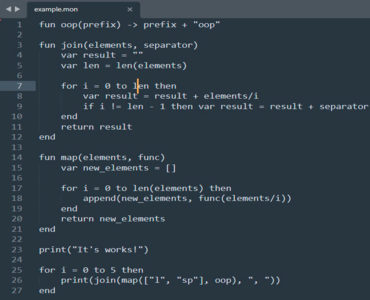 example.mon
1 fun oop(prefix) -> prefix + "oop"
2
3 fun join(elements, separator)
4 var result = ""
5 var len = len(elements)
6
7 for i = 0 to len then
8 var result = result + elements/i
9 if i != len - 1 then var result = result + separator
10 end
11 return result
12 end
13
14 fun map(elements, func)
15 var new_elements = []
16
17 for i = 0 to len(elements) then
18 append(new_elements, func(elements/i))
19 end
20 return new_elements
21 end
22
23 print("It's works!")
24
25 for i = 0 to 5 then
26 print(join(map(["l", "sp"], oop), ", "))
27 end